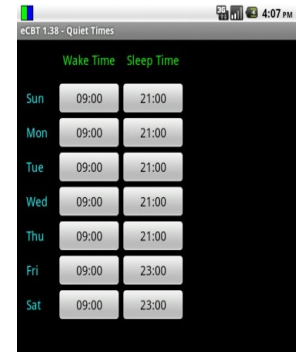 3G 4:07 PM
eCBT 1.38 - Quiet Times
Wake Time Sleep Time
Sun 09:00 21:00
Mon 09:00 21:00
Tue 09:00 21:00
Wed 09:00 21:00
Thu 09:00 21:00
Fri 09:00 23:00
Sat 09:00 23:00